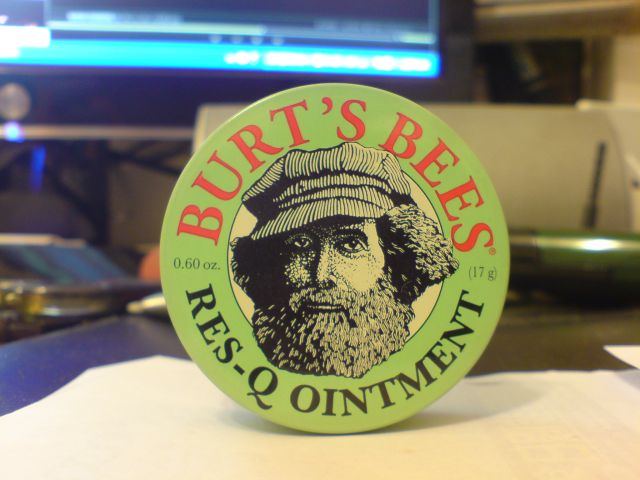 BURT'S BEES®
0.60 oz.
(17 g)
RES-Q OINTMENT